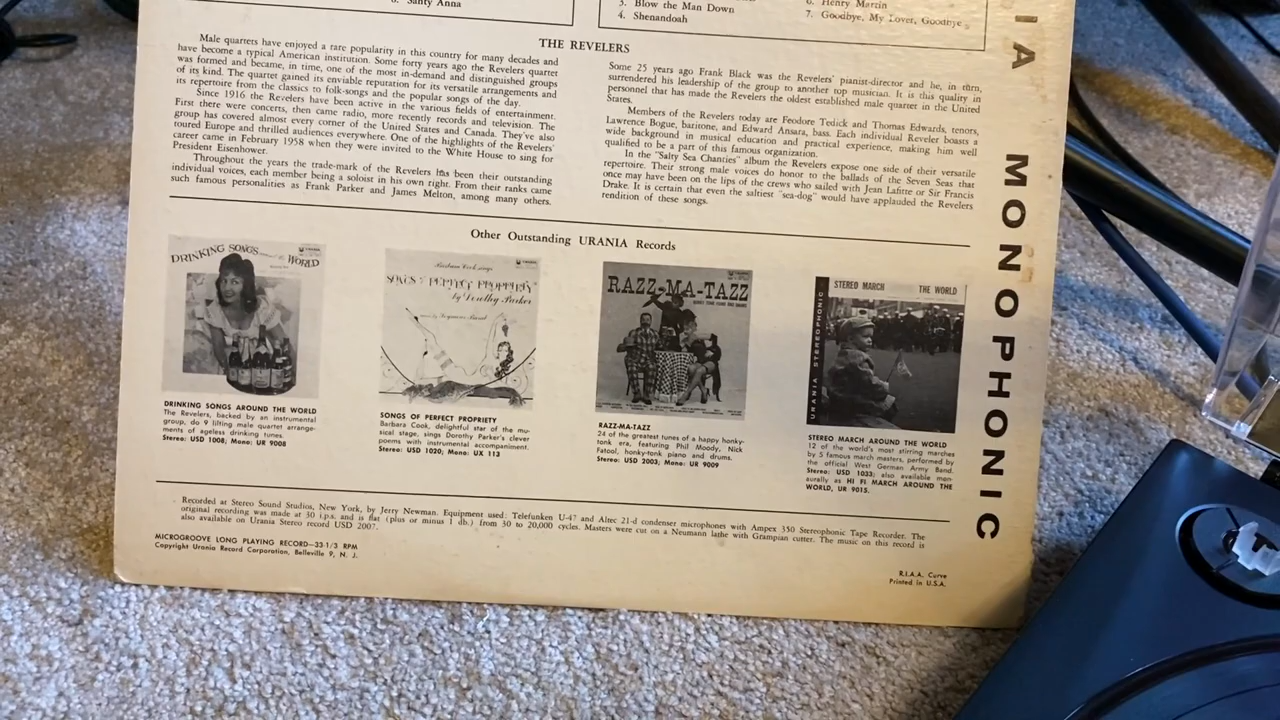 6. Santy Anna
3. Blow the Man Down
4. Shenandoah
6. Henry Martin
7. Goodbye, My Lover, Goodbye
THE REVELERS
Male quartets have enjoyed a rare popularity in this country for many decades and
have become a typical American institution. Some forty years ago the Revelers quartet
was formed and became, in time, one of the most in-demand and distinguished groups
of its kind. The quartet gained its enviable reputation for its versatile arrangements and
its repertoire from the classics to folk-songs and the popular songs of the day.
Since 1916 the Revelers have been active in the various fields of entertainment.
First there were concerts, then came radio, more recently records and television. The
group has covered almost every corner of the United States and Canada. They've also
toured Europe and thrilled audiences everywhere. One of the highlights of the Revelers'
career came in February 1958 when they were invited to the White House to sing for
President Eisenhower.
Throughout the years the trade-mark of the Revelers has been their outstanding
individual voices, each member being a soloist in his own right. From their ranks came
such famous personalities as Frank Parker and James Melton, among many others.
Some 25 years ago Frank Black was the Revelers' pianist-director and he, in turn,
surrendered his leadership of the group to another top musician. It is this quality in
personnel that has made the Revelers the oldest established male quartet in the United
States.
Members of the Revelers today are Feodore Tedick and Thomas Edwards, tenors,
Lawrence Bogue, baritone, and Edward Ansara, bass. Each individual Reveler boasts a
wide background in musical education and practical experience, making him well
qualified to be a part of this famous organization.
In the "Salty Sea Chanties" album the Revelers expose one side of their versatile
repertoire. Their strong male voices do honor to the ballads of the Seven Seas that
once may have been on the lips of the crews who sailed with Jean Lafitte or Sir Francis
Drake. It is certain that even the saltiest "sea-dog" would have applauded the Revelers
rendition of these songs.
Other Outstanding URANIA Records
DRINKING SONGS around the WORLD
Barbara Cook sings
SONGS of PERFECT PROPRIETY
by Dorothy Parker
music by Seymour Barab
RAZZ-MA-TAZZ
STEREO MARCH THE WORLD
URANIA STEREOPHONIC
DRINKING SONGS AROUND THE WORLD
The Revelers, backed by an instrumental
group, do 9 lilting male quartet arrange-
ments of ageless drinking tunes.
Stereo: USD 1008; Mono: UR 9008
SONGS OF PERFECT PROPRIETY
Barbara Cook, delightful star of the mu-
sical stage, sings Dorothy Parker's clever
poems with instrumental accompaniment.
Stereo: USD 1020; Mono: UX 113
RAZZ-MA-TAZZ
24 of the greatest tunes of a happy honky-
tonk era, featuring Phil Moody, Nick
Fatool, honky-tonk piano and drums.
Stereo: USD 2003; Mono: UR 9009
STEREO MARCH AROUND THE WORLD
12 of the world's most stirring marches
by 5 famous march masters, performed by
the official West German Army Band.
Stereo: USD 1033; also available mon-
aurally as HI FI MARCH AROUND THE
WORLD, UR 9015.
Recorded at Stereo Sound Studios, New York, by Jerry Newman. Equipment used: Telefunken U-47 and Altec 21-d condenser microphones with Ampex 350 Stereophonic Tape Recorder. The
original recording was made at 30 i.p.s. and is flat (plus or minus 1 db.) from 30 to 20,000 cycles. Masters were cut on a Neumann lathe with Grampian cutter. The music on this record is
also available on Urania Stereo record USD 2007.
MICROGROOVE LONG PLAYING RECORD—33-1/3 RPM
Copyright Urania Record Corporation, Belleville 9, N. J.
R.I.A.A. Curve
Printed in U.S.A.
IA MONOPHONIC